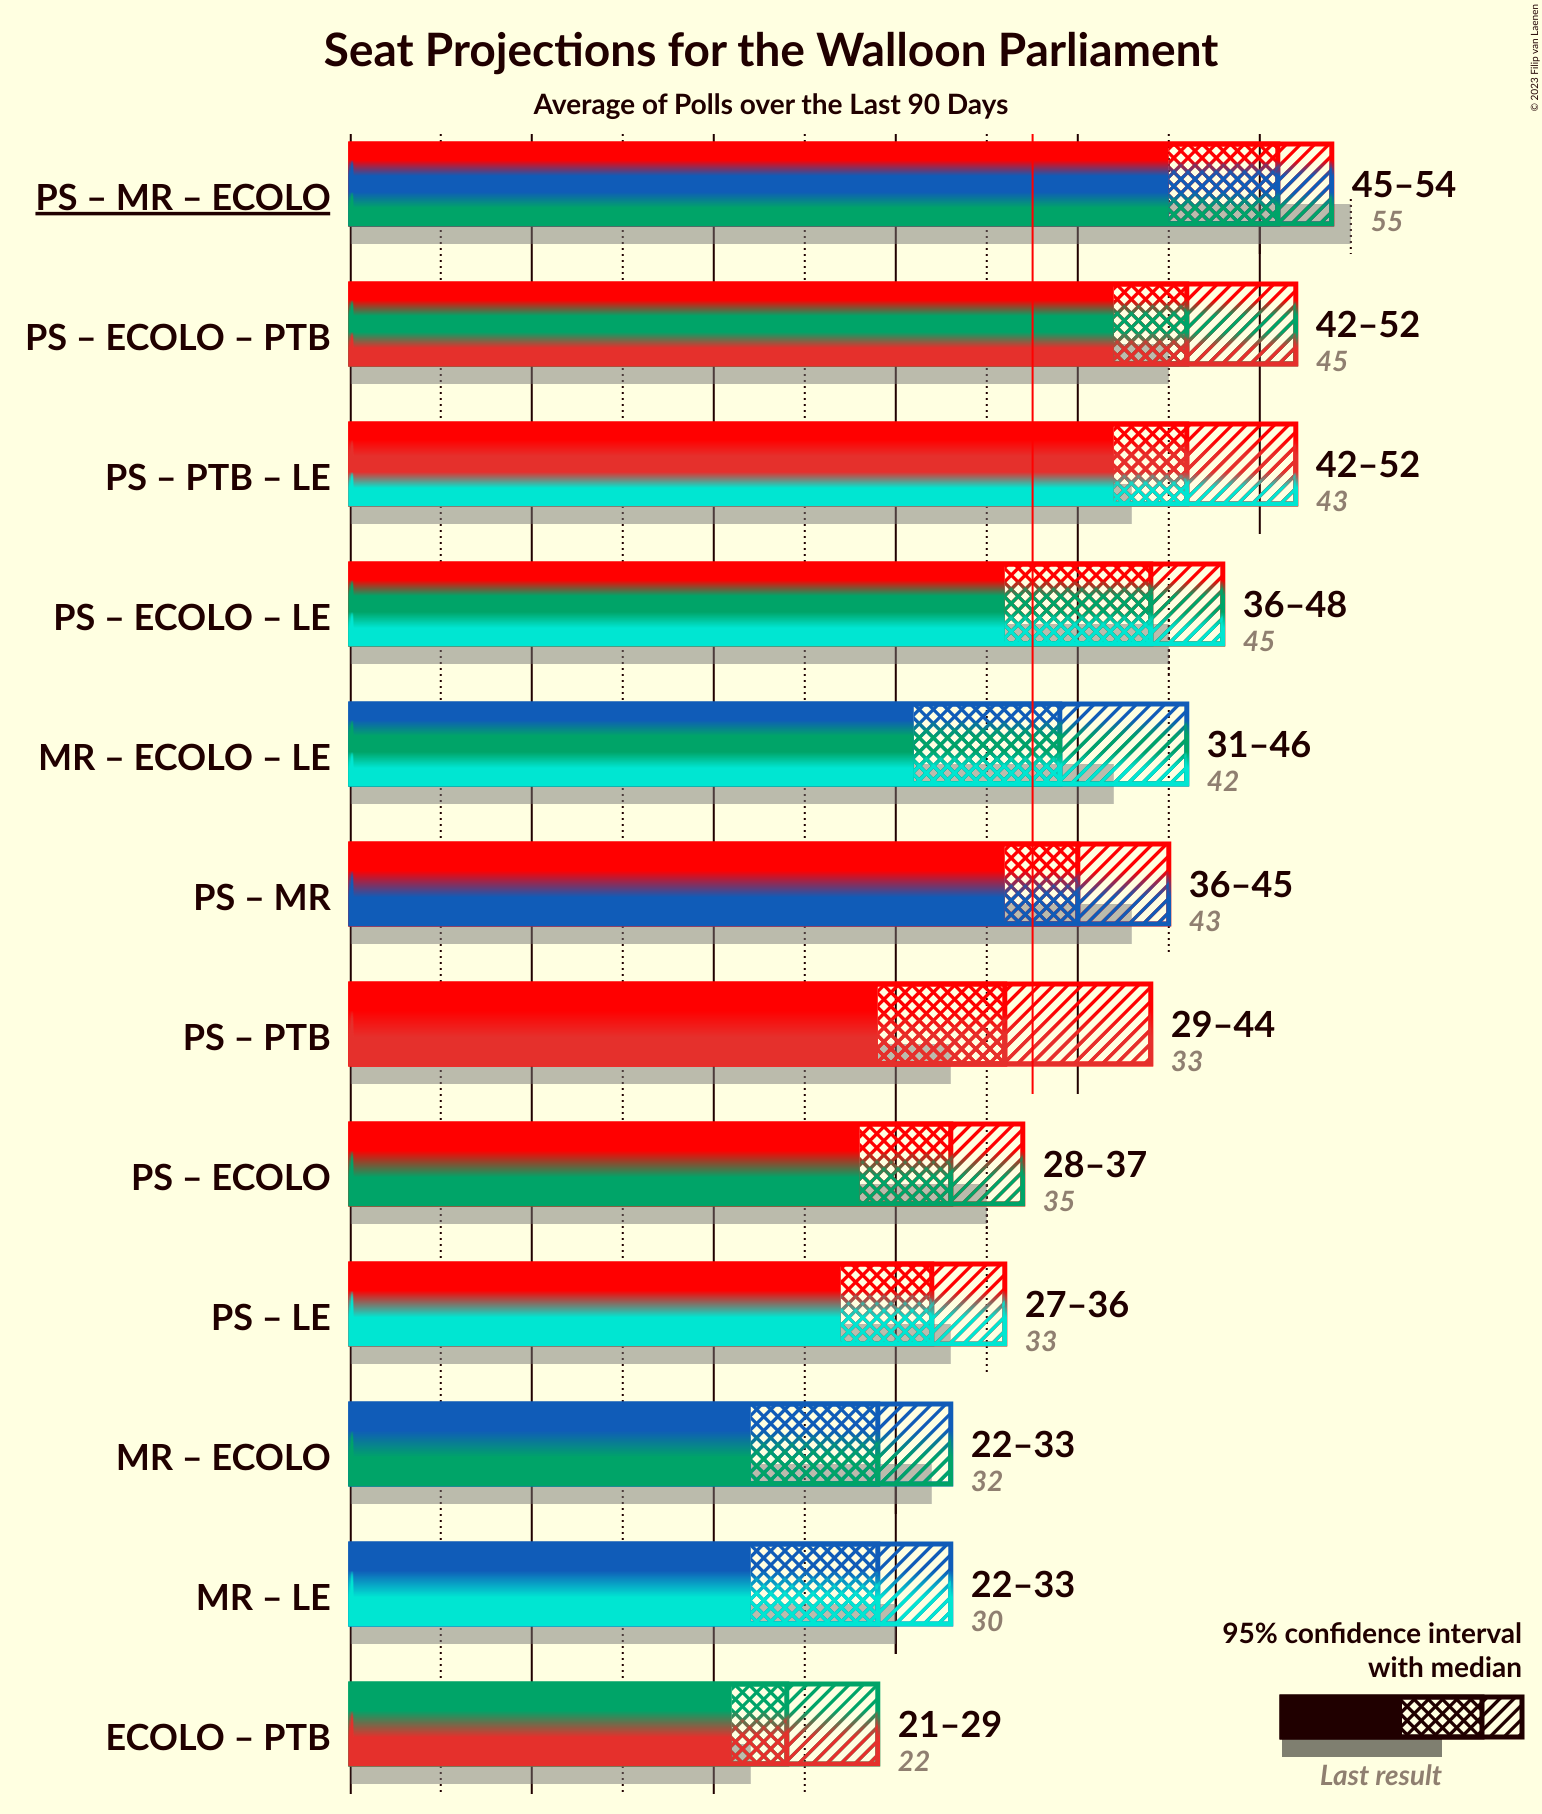 Seat Projections for the Walloon Parliament
Average of Polls over the Last 90 Days
© 2023 Filip van Laenen
PS – MR – ECOLO
45–54
55
PS – ECOLO – PTB
42–52
45
PS – PTB – LE
42–52
43
PS – ECOLO – LE
36–48
45
MR – ECOLO – LE
31–46
42
PS – MR
36–45
43
PS – PTB
29–44
33
PS – ECOLO
28–37
35
PS – LE
27–36
33
MR – ECOLO
22–33
32
MR – LE
22–33
30
ECOLO – PTB
21–29
22
95% confidence interval
with median
Last result